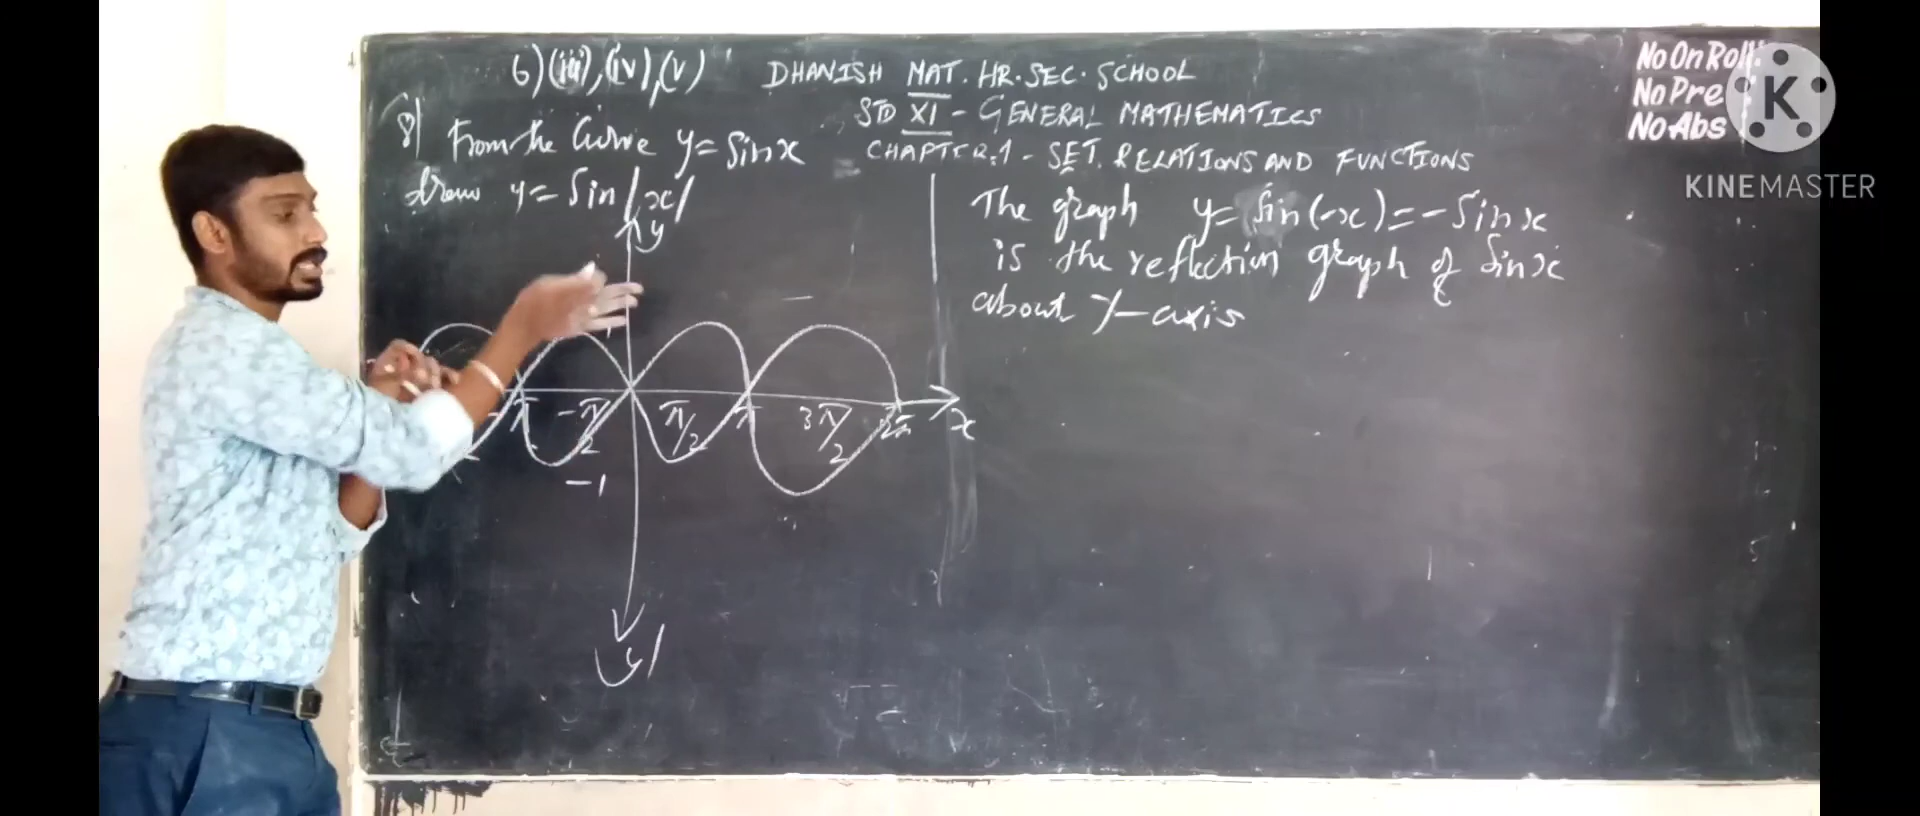 6) (iii), (iv), (v)
DHANISH MAT. HR. SEC. SCHOOL
STD XI - GENERAL MATHEMATICS
CHAPTER.1 - SET, RELATIONS AND FUNCTIONS
8) From the Curve y = Sin x
draw y = Sin |x|
y
1
-π -π/2 π/2 π 3π/2 2π x
-1
y'
The graph y = Sin(-x) = - Sin x
is the reflection graph of Sin x
about Y-axis
No On Roll:
No Pre
No Abs
K
KINEMASTER